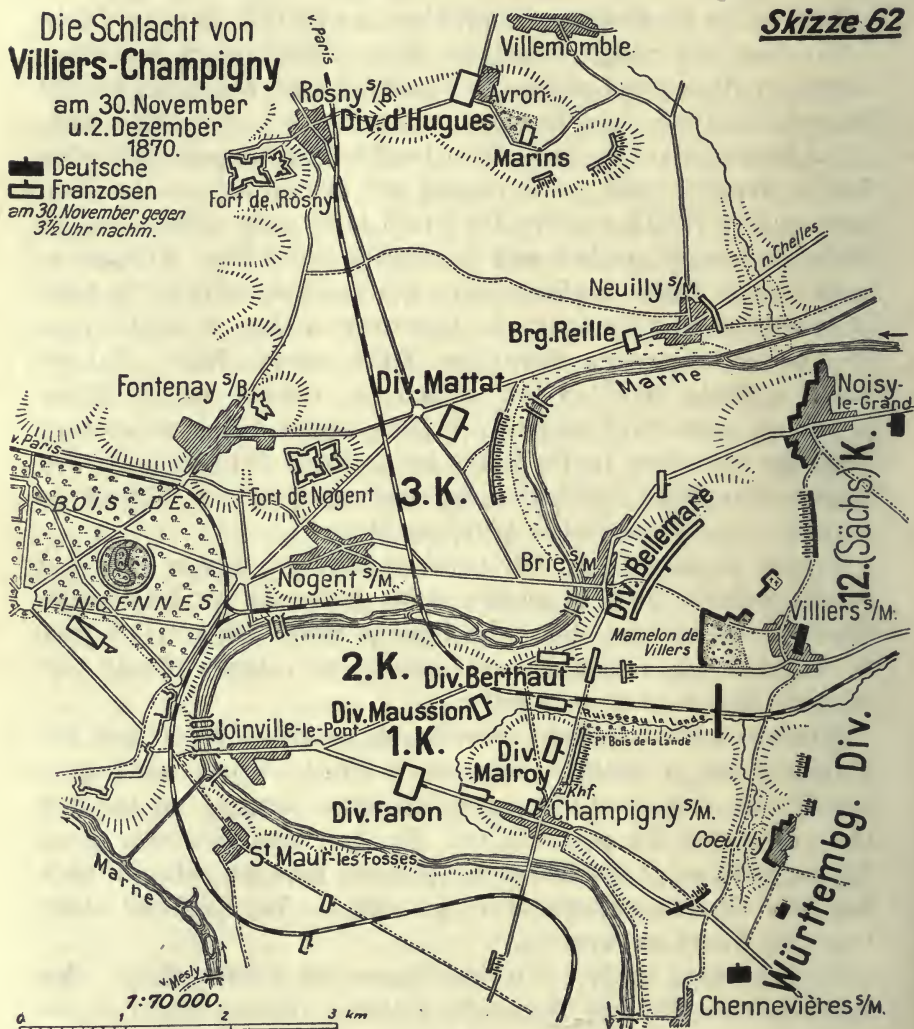 Skizze 62
Die Schlacht von
Villiers-Champigny
am 30. November
u. 2. Dezember
1870.
Deutsche
Franzosen
am 30. November gegen
3½ Uhr nachm.
v. Paris
Villemomble
Rosny s/B.
Avron
Div. d'Hugues
Marins
Fort de Rosny
n. Chelles
Neuilly s/M.
Brg. Reille
Marne
Fontenay s/B.
Div. Mattat
Noisy-
le-Grand
v. Paris
Fort de Nogent
3. K.
BOIS DE
VINCENNES
12. (Sächs) K.
Nogent s/M.
Brie s/M.
Div. Bellemare
Villiers s/M.
Mamelon de
Villers
2. K.
Div. Berthaut
Div. Maussion
Ruisseau la Lande
Joinville-le-Pont
1. K.
Pt Bois de la Lande
Div.
Malroy
Khf.
Div. Faron
Champigny s/M.
Coeuilly
Württembg. Div.
St Maur-les Fosses
Marne
v. Mesly
Chennevières s/M.
1:70 000.
0 1 2 3 km